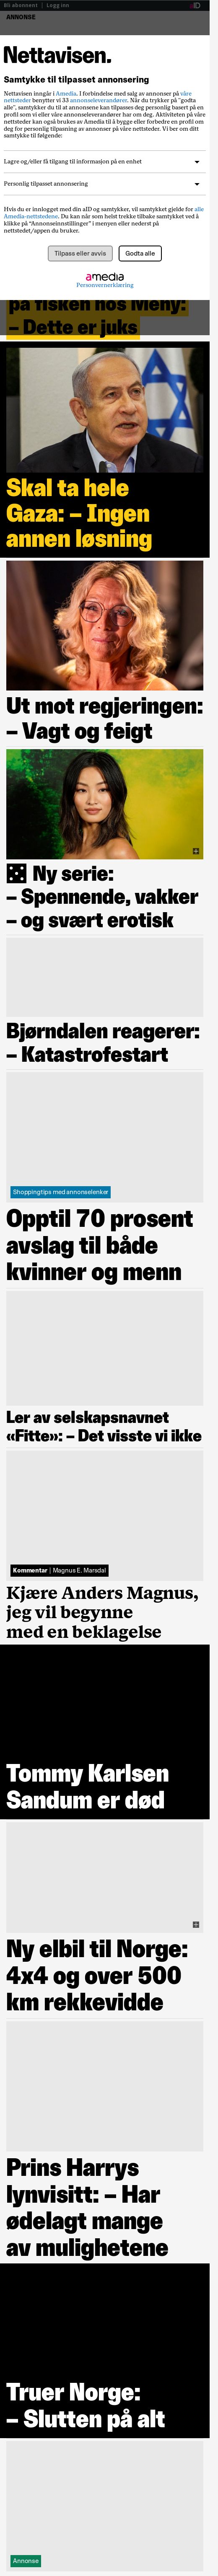 Bli abonnent | Logg inn
aID
ANNONSE
Nettavisen.
Samtykke til tilpasset annonsering
Nettavisen inngår i Amedia. I forbindelse med salg av annonser på våre
nettsteder benytter vi 33 annonseleverandører. Når du trykker på "godta
alle", samtykker du til at annonsene kan tilpasses deg personlig basert på en
profil som vi eller våre annonseleverandører har om deg. Aktiviteten på våre
nettsteder kan også brukes av Amedia til å bygge eller forbedre en profil om
deg for personlig tilpasning av annonser på våre nettsteder. Vi ber om ditt
samtykke til følgende:
Lagre og/eller få tilgang til informasjon på en enhet
Personlig tilpasset annonsering
Hvis du er innlogget med din aID og samtykker, vil samtykket gjelde for alle
Amedia-nettstedene. Du kan når som helst trekke tilbake samtykket ved å
klikke på "Annonseinnstillinger" i menyen eller nederst på
nettstedet/appen du bruker.
Tilpass eller avvis
Godta alle
amedia
Personvernerklæring
på fisken hos Meny:
– Dette er juks
Skal ta hele
Gaza: – Ingen
annen løsning
Ut mot regjeringen:
– Vagt og feigt
Ny serie:
– Spennende, vakker
– og svært erotisk
Bjørndalen reagerer:
– Katastrofestart
Shoppingtips med annonselenker
Opptil 70 prosent
avslag til både
kvinner og menn
Ler av selskapsnavnet
«Fitte»: – Det visste vi ikke
Kommentar | Magnus E. Marsdal
Kjære Anders Magnus,
jeg vil begynne
med en beklagelse
Tommy Karlsen
Sandum er død
Ny elbil til Norge:
4x4 og over 500
km rekkevidde
Prins Harrys
lynvisitt: – Har
ødelagt mange
av mulighetene
Truer Norge:
– Slutten på alt
Annonse